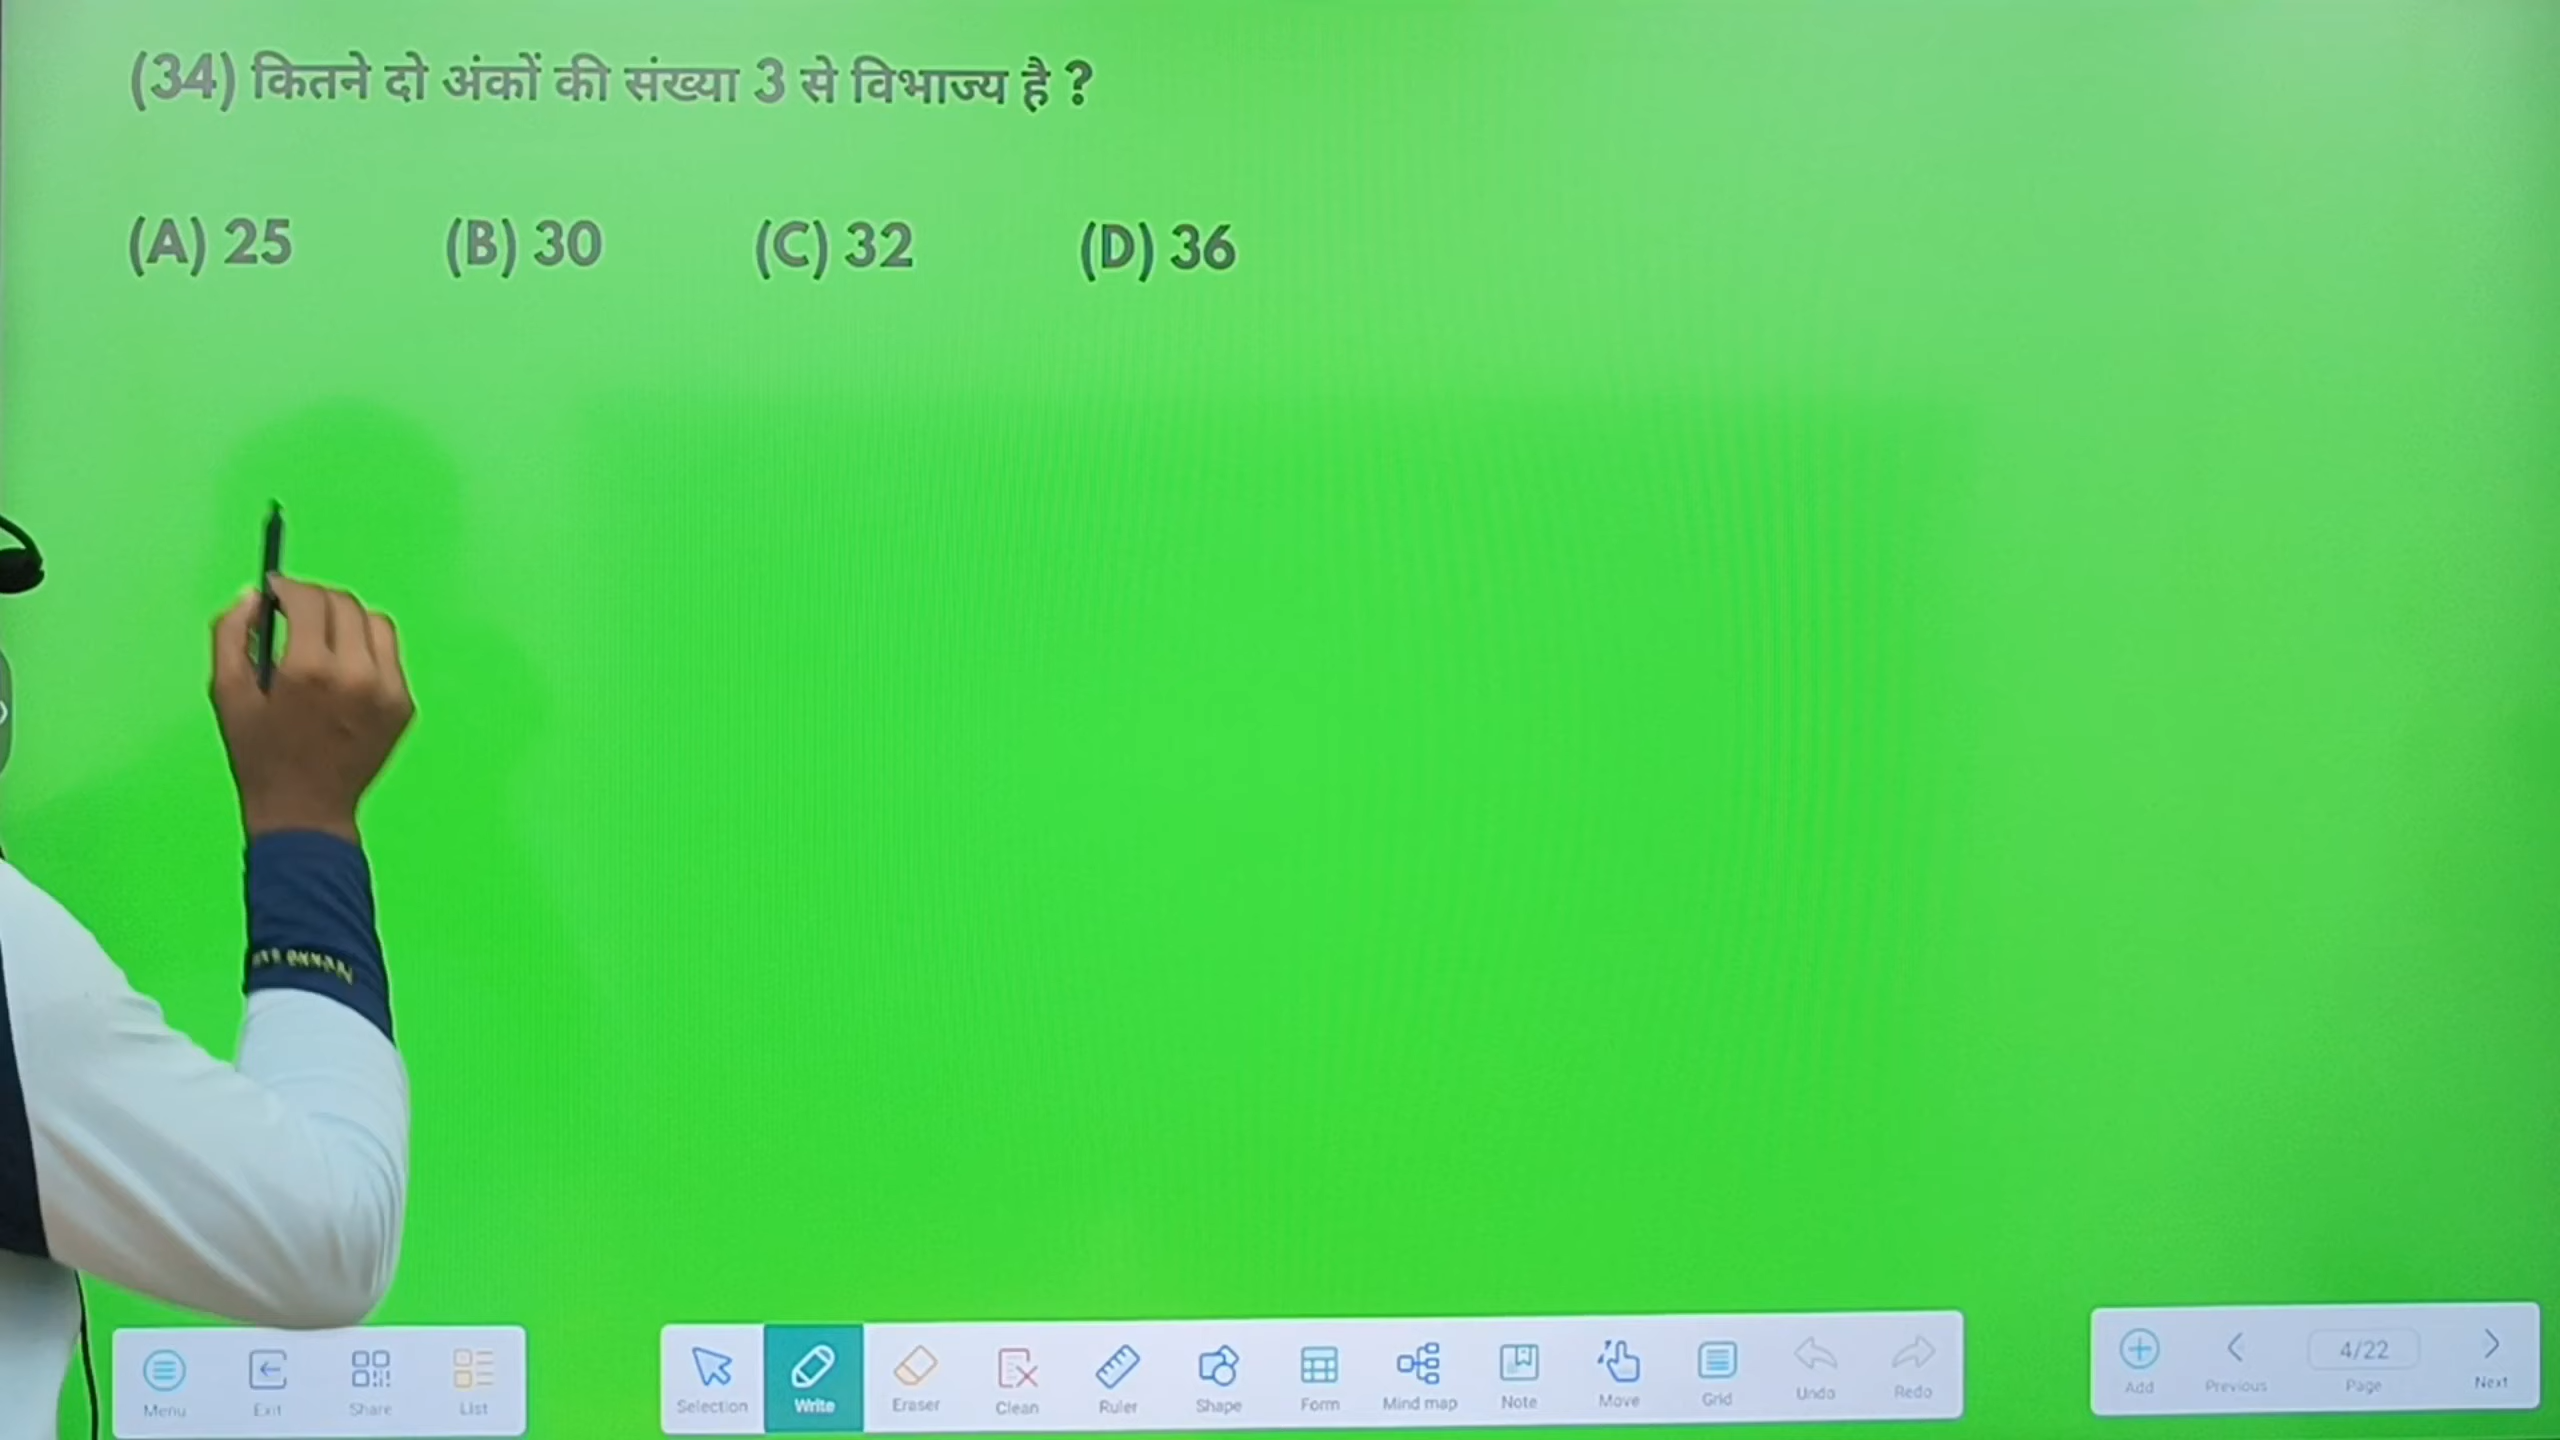 (34) कितने दो अंकों की संख्या 3 से विभाज्य है ?
(A) 25 (B) 30 (C) 32 (D) 36
Menu Exit Share List
Selection Write Eraser Clean Ruler Shape Form Mind map Note Move Grid Undo Redo
Add Previous 4/22 Page Next